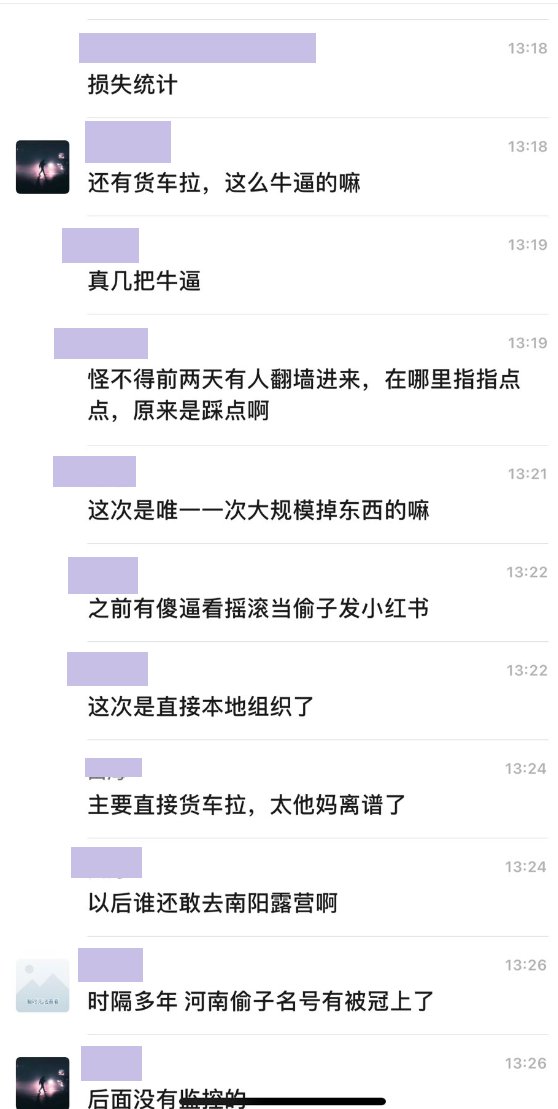 13:18
损失统计
13:18
还有货车拉，这么牛逼的嘛
13:19
真几把牛逼
13:19
怪不得前两天有人翻墙进来，在哪里指指点
点，原来是踩点啊
13:21
这次是唯一一次大规模掉东西的嘛
13:22
之前有傻逼看摇滚当偷子发小红书
13:22
这次是直接本地组织了
13:24
主要直接货车拉，太他妈离谱了
13:24
以后谁还敢去南阳露营啊
13:26
时隔多年 河南偷子名号有被冠上了
13:26
后面没有监控的